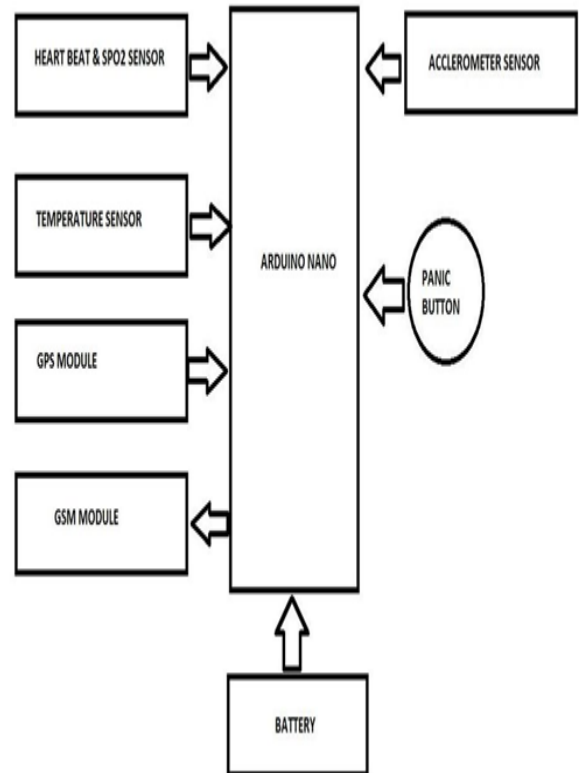 HEART BEAT & SPO2 SENSOR
ACCLEROMETER SENSOR
TEMPERATURE SENSOR
ARDUINO NANO
PANIC
BUTTON
GPS MODULE
GSM MODULE
BATTERY